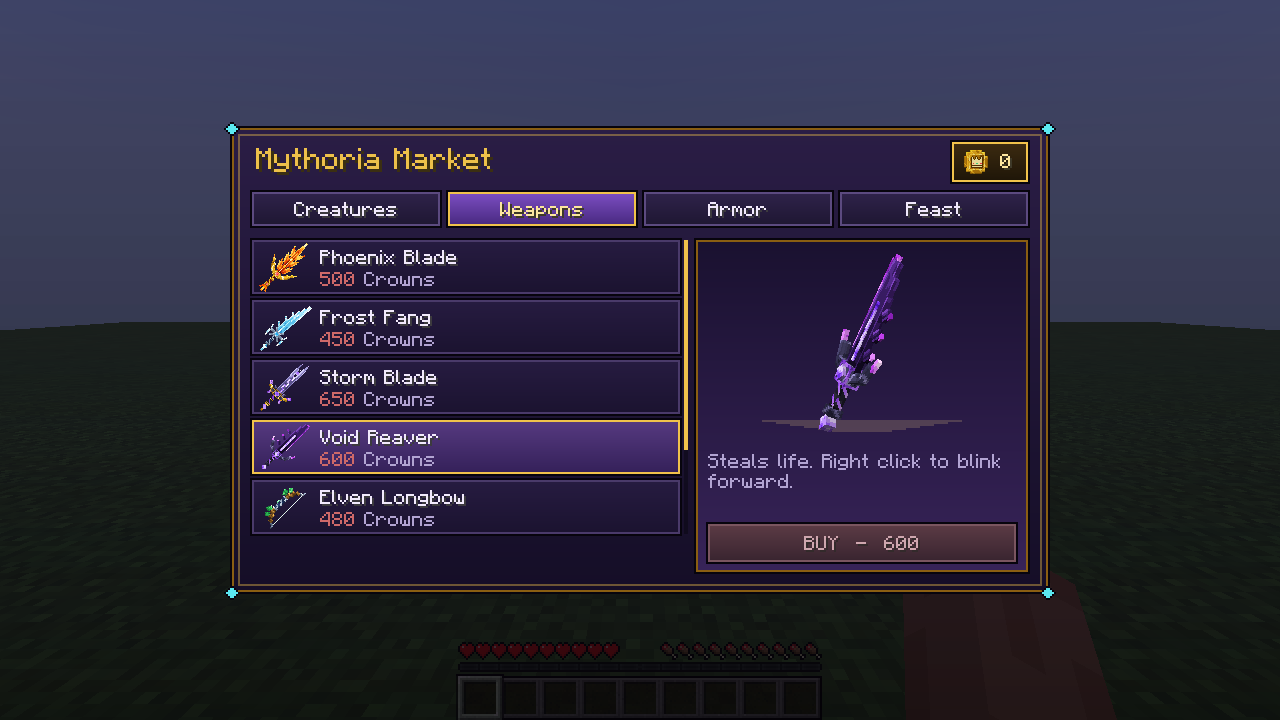 Mythoria Market
0
Creatures
Weapons
Armor
Feast
Phoenix Blade
500 Crowns
Frost Fang
450 Crowns
Storm Blade
650 Crowns
Void Reaver
600 Crowns
Elven Longbow
480 Crowns
Steals life. Right click to blink
forward.
BUY - 600